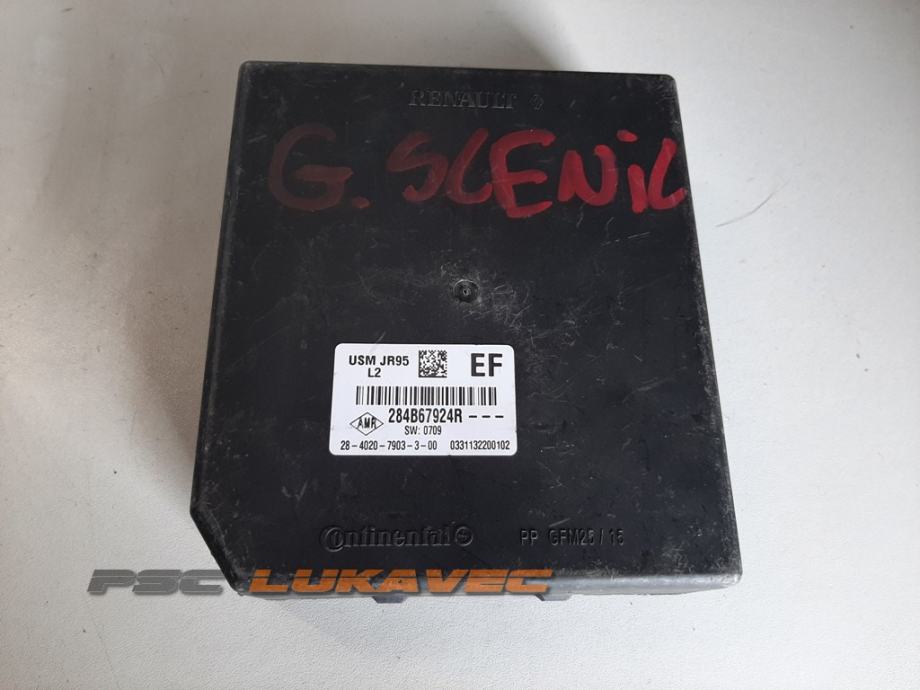 RENAULT
G. SCENIC
USM JR95
L2
EF
AMR
284B67924R ---
SW: 0709
28-4020-7903-3-00 0331132200102
Continental
PP GFM25/15
PSC LUKAVEC